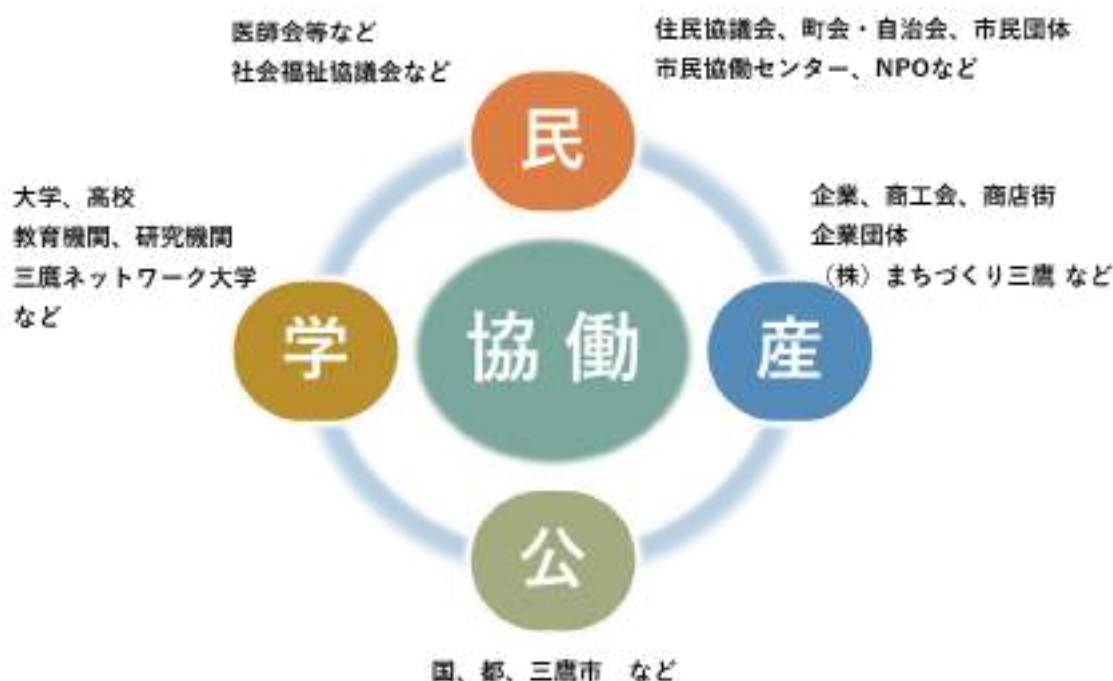 医師会等など
社会福祉協議会など
住民協議会、町会・自治会、市民団体
市民協働センター、NPOなど
民
大学、高校
教育機関、研究機関
三鷹ネットワーク大学
など
企業、商工会、商店街
企業団体
（株）まちづくり三鷹 など
学
協働
産
公
国、都、三鷹市　など